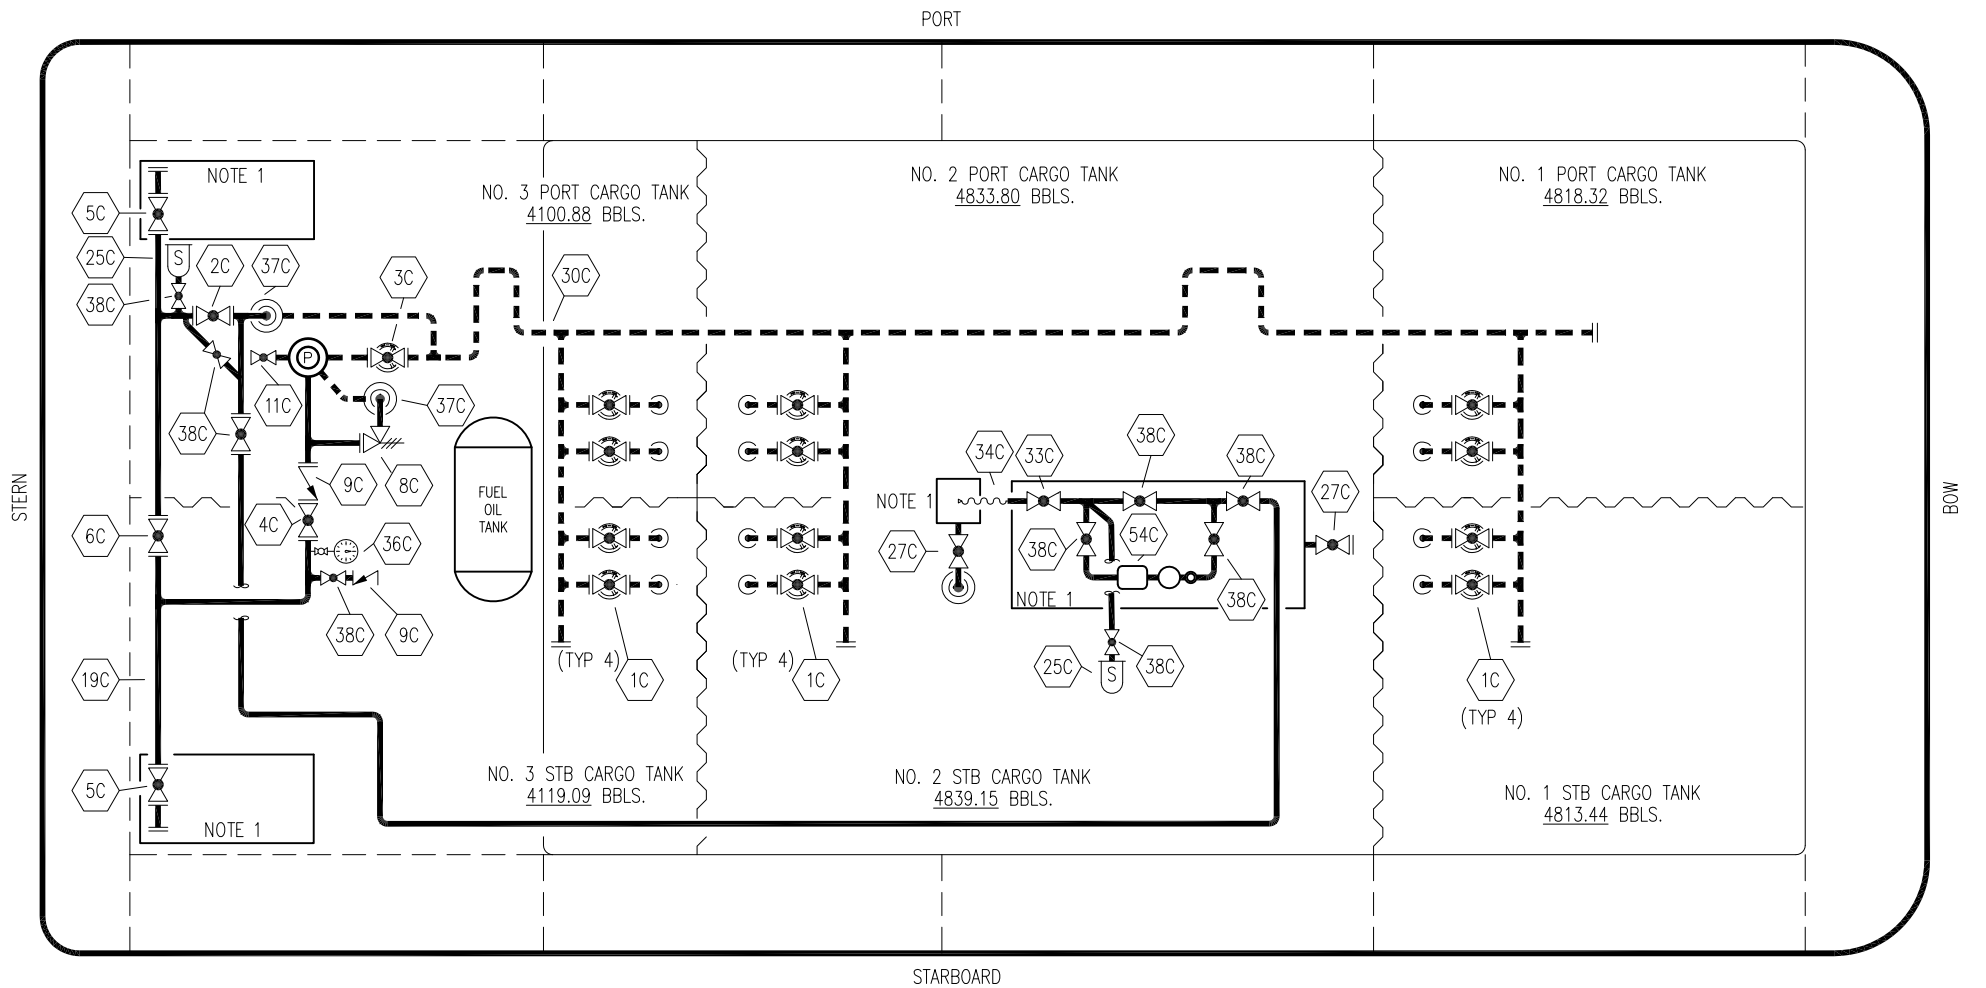 PORT
NOTE 1
NO. 3 PORT CARGO TANK
4100.88 BBLS.
NO. 2 PORT CARGO TANK
4833.80 BBLS.
NO. 1 PORT CARGO TANK
4818.32 BBLS.
5C
25C
S
2C
37C
3C
30C
38C
P
11C
37C
38C
9C
8C
FUEL
OIL
TANK
34C
33C
38C
38C
27C
NOTE 1
STERN
BOW
6C
4C
36C
27C
38C
54C
38C
9C
NOTE 1
38C
(TYP 4)
1C
(TYP 4)
1C
25C
S
38C
1C
(TYP 4)
19C
5C
NOTE 1
NO. 3 STB CARGO TANK
4119.09 BBLS.
NO. 2 STB CARGO TANK
4839.15 BBLS.
NO. 1 STB CARGO TANK
4813.44 BBLS.
STARBOARD